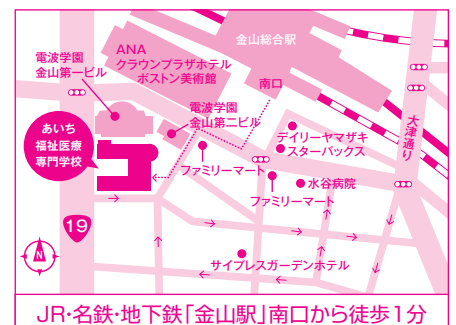 金山総合駅
電波学園
金山第一ビル
ANA
クラウンプラザホテル
ボストン美術館
南口
電波学園
金山第二ビル
デイリーヤマザキ
スターバックス
大津通り
あいち
福祉医療
専門学校
ファミリーマート
ファミリーマート
水谷病院
19
N
サイプレスガーデンホテル
JR・名鉄・地下鉄「金山駅」南口から徒歩1分